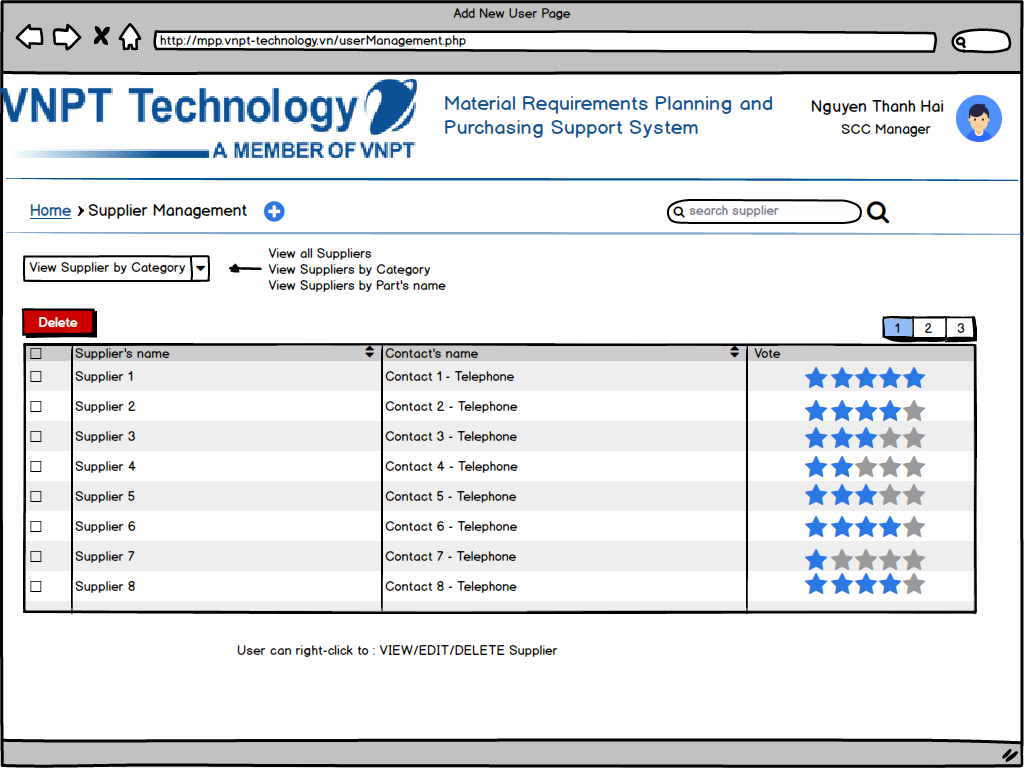 Add New User Page
http://mpp.vnpt-technology.vn/userManagement.php
VNPT Technology
A MEMBER OF VNPT
Material Requirements Planning and
Purchasing Support System
Nguyen Thanh Hai
SCC Manager
Home > Supplier Management
search supplier
View Supplier by Category
View all Suppliers
View Suppliers by Category
View Suppliers by Part's name
Delete
1 2 3
Supplier's name Contact's name Vote
Supplier 1 Contact 1 - Telephone
Supplier 2 Contact 2 - Telephone
Supplier 3 Contact 3 - Telephone
Supplier 4 Contact 4 - Telephone
Supplier 5 Contact 5 - Telephone
Supplier 6 Contact 6 - Telephone
Supplier 7 Contact 7 - Telephone
Supplier 8 Contact 8 - Telephone
User can right-click to : VIEW/EDIT/DELETE Supplier